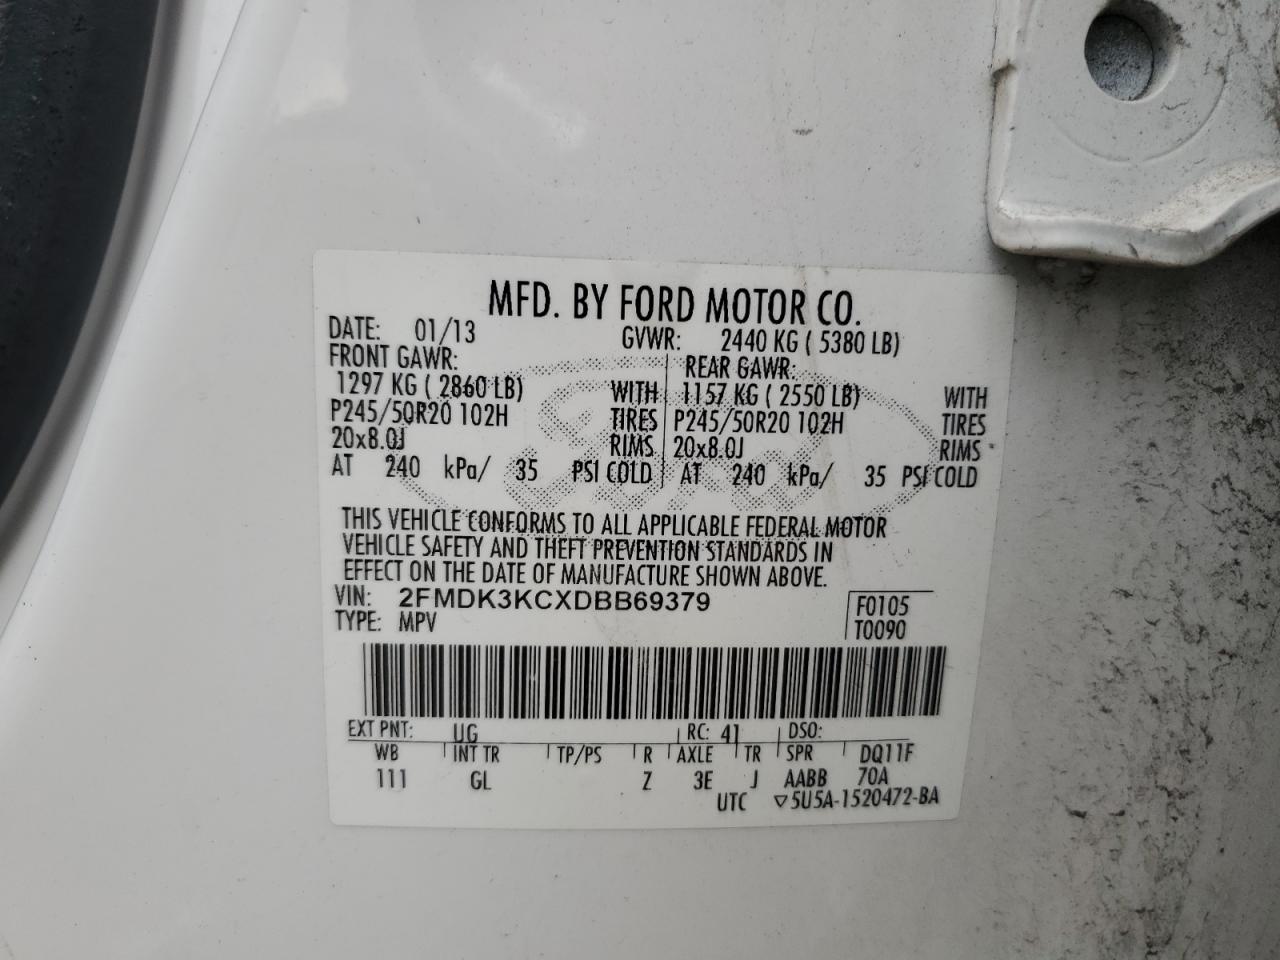 MFD. BY FORD MOTOR CO.
DATE: 01/13 GVWR: 2440 KG ( 5380 LB)
FRONT GAWR: REAR GAWR:
1297 KG ( 2860 LB) WITH 1157 KG ( 2550 LB) WITH
P245/50R20 102H TIRES P245/50R20 102H TIRES
20x8.0J RIMS 20x8.0J RIMS
AT 240 kPa/ 35 PSI COLD AT 240 kPa/ 35 PSI COLD
THIS VEHICLE CONFORMS TO ALL APPLICABLE FEDERAL MOTOR
VEHICLE SAFETY AND THEFT PREVENTION STANDARDS IN
EFFECT ON THE DATE OF MANUFACTURE SHOWN ABOVE.
VIN: 2FMDK3KCXDBB69379 F0105
TYPE: MPV T0090
EXT PNT: UG RC: 41 DSO:
WB INT TR TP/PS R AXLE TR SPR DQ11F
111 GL Z 3E J AABB 70A
UTC ▽5U5A-1520472-BA